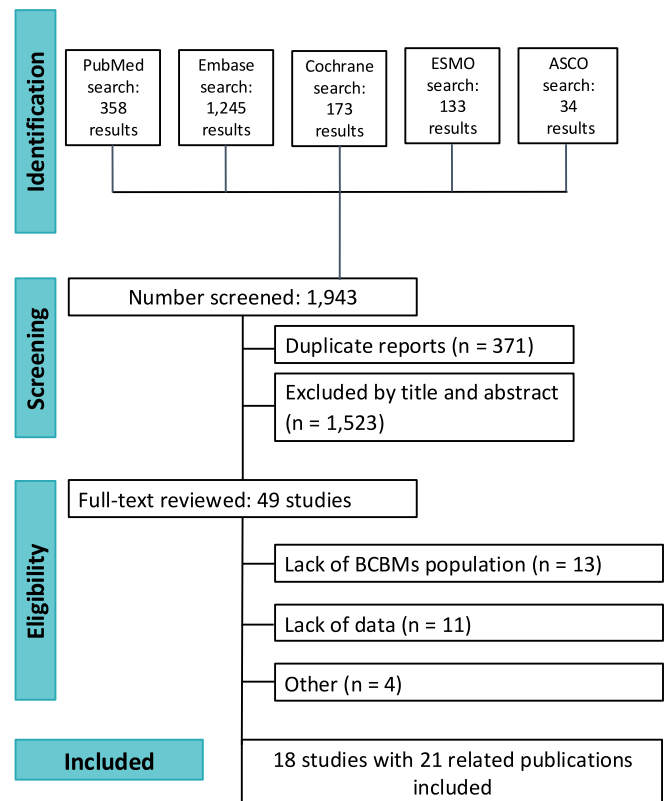 Identification
PubMed
search:
358
results
Embase
search:
1,245
results
Cochrane
search:
173
results
ESMO
search:
133
results
ASCO
search:
34
results
Screening
Number screened: 1,943
Duplicate reports (n = 371)
Excluded by title and abstract
(n = 1,523)
Eligibility
Full-text reviewed: 49 studies
Lack of BCBMs population (n = 13)
Lack of data (n = 11)
Other (n = 4)
Included
18 studies with 21 related publications
included